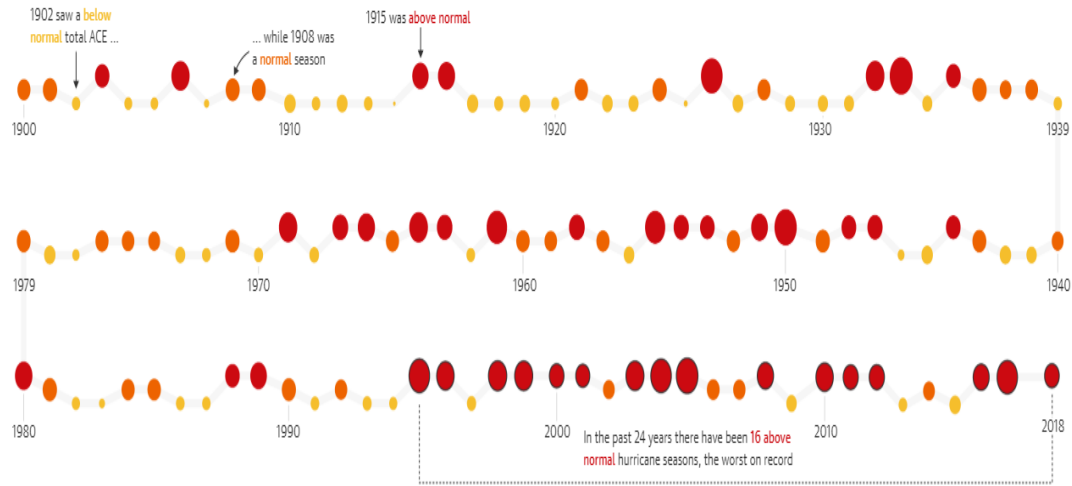 1902 saw a below
normal total ACE ...
... while 1908 was
a normal season
1915 was above normal
1900
1910
1920
1930
1939
1979
1970
1960
1950
1940
1980
1990
2000
2010
2018
In the past 24 years there have been 16 above
normal hurricane seasons, the worst on record